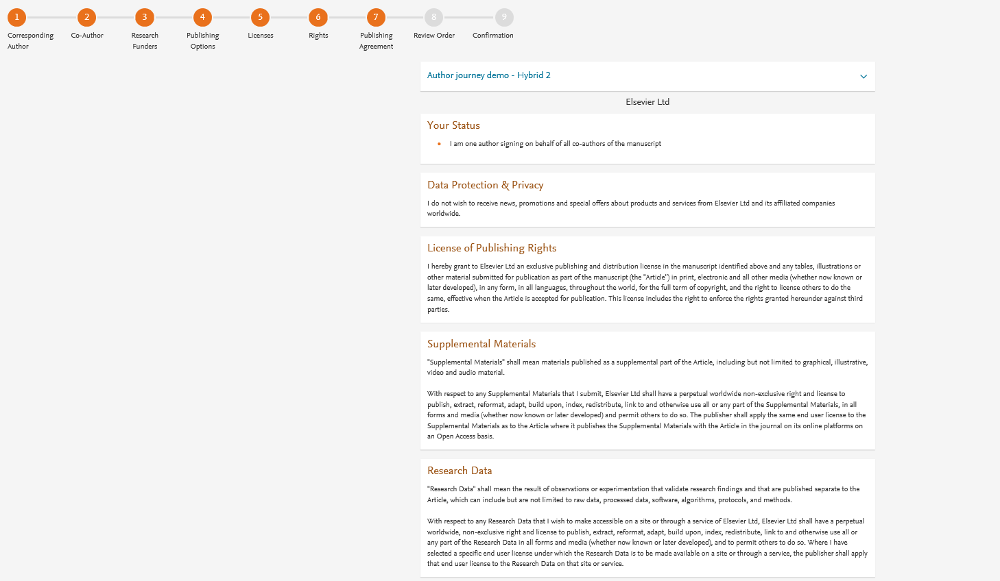 1 2 3 4 5 6 7 8 9
Corresponding Author
Co-Author
Research Funders
Publishing Options
Licenses
Rights
Publishing Agreement
Review Order
Confirmation
Author journey demo - Hybrid 2
Elsevier Ltd
Your Status
• I am one author signing on behalf of all co-authors of the manuscript
Data Protection & Privacy
I do not wish to receive news, promotions and special offers about products and services from Elsevier Ltd and its affiliated companies
worldwide.
License of Publishing Rights
I hereby grant to Elsevier Ltd an exclusive publishing and distribution license in the manuscript identified above and any tables, illustrations or
other material submitted for publication as part of the manuscript (the "Article") in print, electronic and all other media (whether now known or
later developed), in any form, in all languages, throughout the world, for the full term of copyright, and the right to license others to do the
same, effective when the Article is accepted for publication. This license includes the right to enforce the rights granted hereunder against third
parties.
Supplemental Materials
"Supplemental Materials" shall mean materials published as a supplemental part of the Article, including but not limited to graphical, illustrative,
video and audio material.
With respect to any Supplemental Materials that I submit, Elsevier Ltd shall have a perpetual worldwide non-exclusive right and license to
publish, extract, reformat, adapt, build upon, index, redistribute, link to and otherwise use all or any part of the Supplemental Materials, in all
forms and media (whether now known or later developed) and permit others to do so. The publisher shall apply the same end user license to the
Supplemental Materials as to the Article where it publishes the Supplemental Materials with the Article in the journal on its online platforms on
an Open Access basis.
Research Data
"Research Data" shall mean the result of observations or experimentation that validate research findings and that are published separate to the
Article, which can include but are not limited to raw data, processed data, software, algorithms, protocols, and methods.
With respect to any Research Data that I wish to make accessible on a site or through a service of Elsevier Ltd, Elsevier Ltd shall have a perpetual
worldwide, non-exclusive right and license to publish, extract, reformat, adapt, build upon, index, redistribute, link to and otherwise use all or
any part of the Research Data in all forms and media (whether now known or later developed), and to permit others to do so. Where I have
selected a specific end user license under which the Research Data is to be made available on a site or through a service, the publisher shall apply
that end user license to the Research Data on that site or service.